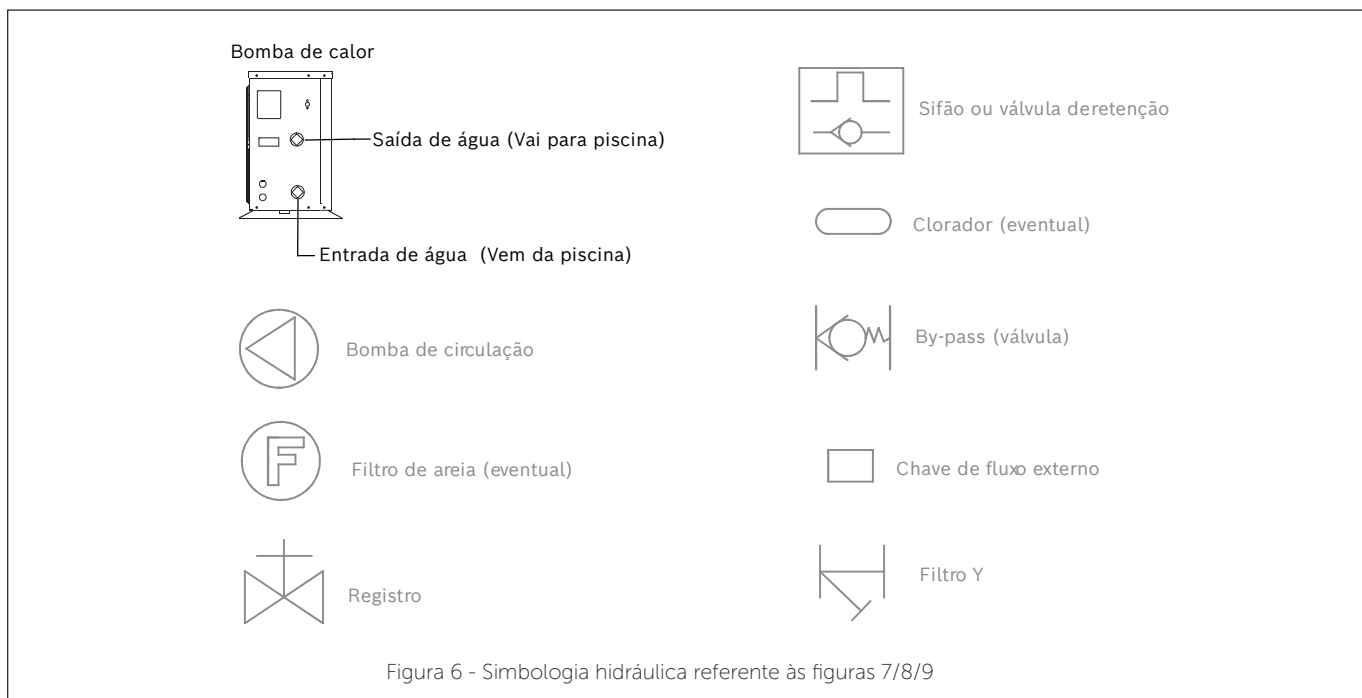 Bomba de calor
Saída de água (Vai para piscina)
Entrada de água (Vem da piscina)
Bomba de circulação
F
Filtro de areia (eventual)
Registro
Sifão ou válvula deretenção
Clorador (eventual)
By-pass (válvula)
Chave de fluxo externo
Filtro Y
Figura 6 - Simbologia hidráulica referente às figuras 7/8/9